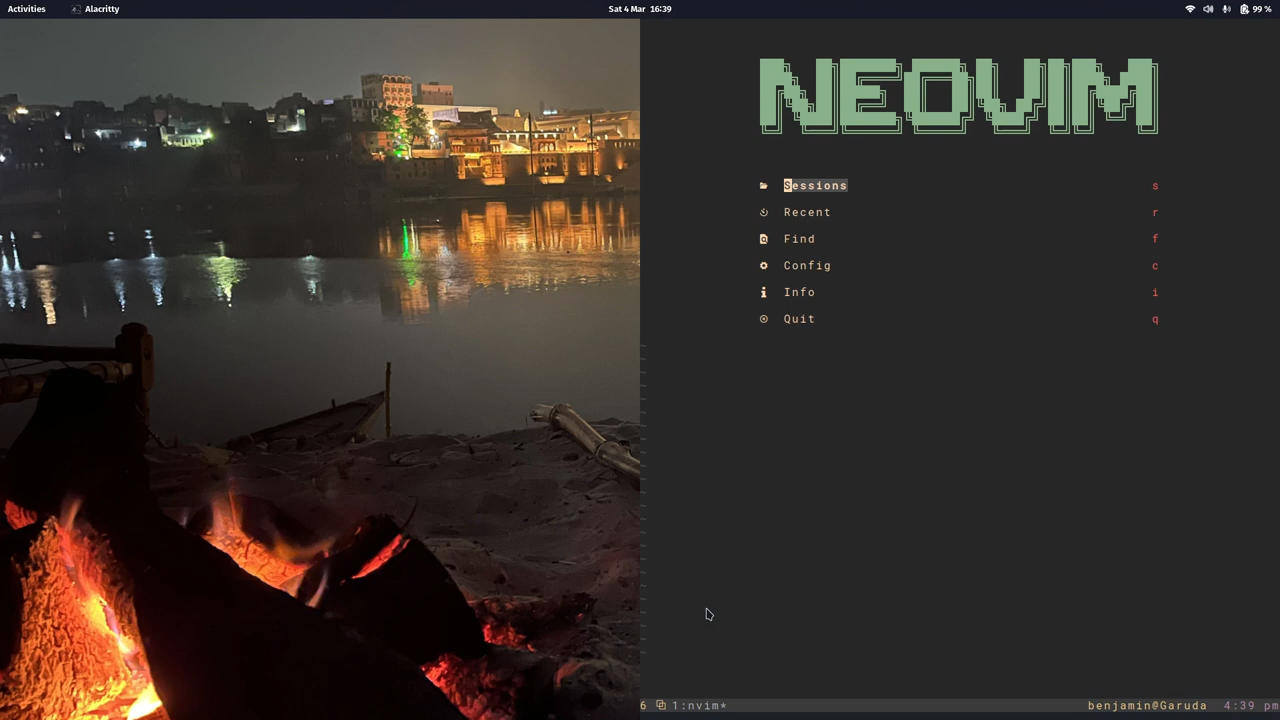 Activities Alacritty Sat 4 Mar 16:39 99 %
NEOVIM
Sessions s
Recent r
Find f
Config c
Info i
Quit q
6 1:nvim* benjamin@Garuda 4:39 pm